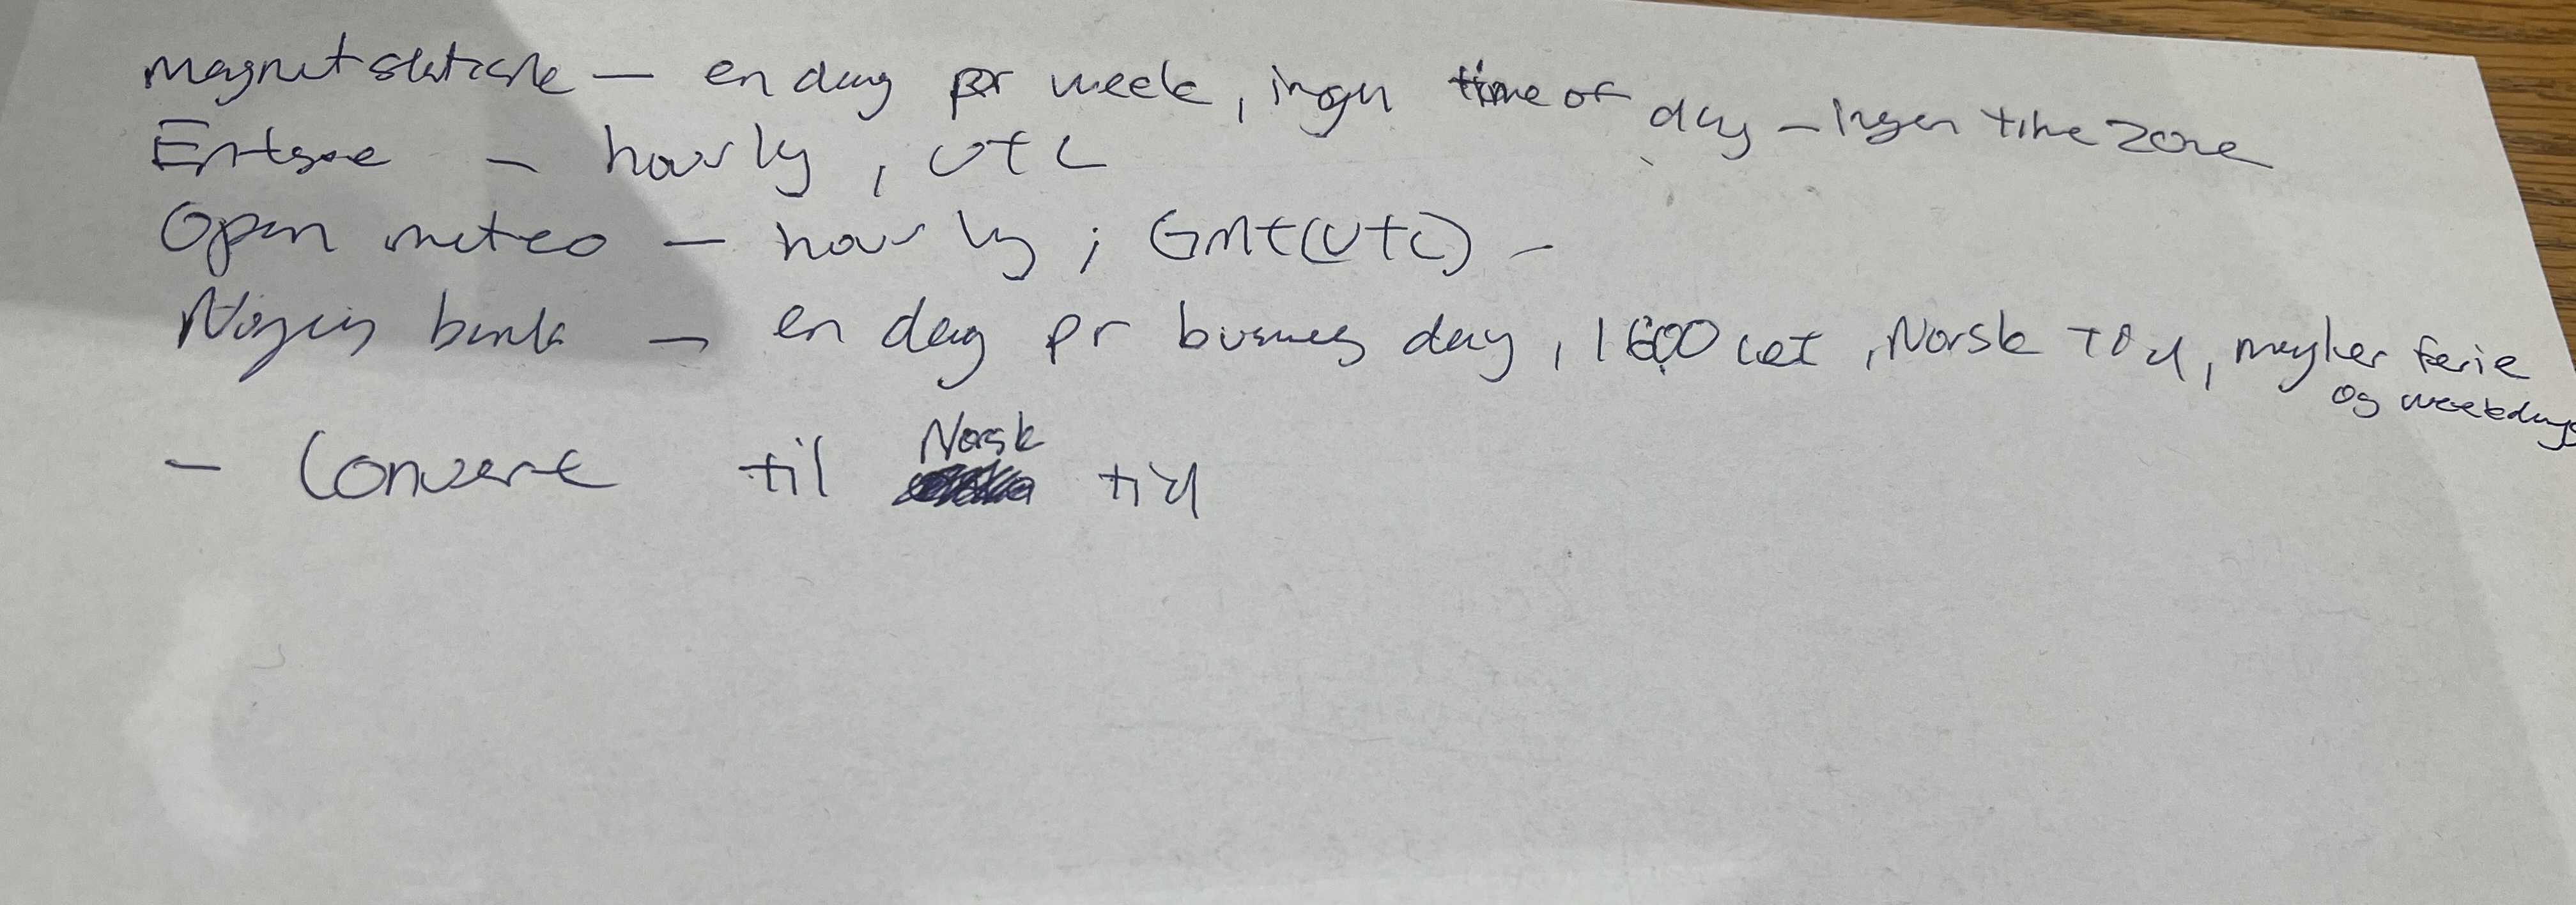 magnetstatistikk — en dag pr week, ingen time of day – ingen time zone
Entsoe – hourly, UTC
Open meteo – hourly; GMT(UTC) –
Norges bank – en dag pr business day, 1600 cet, Norsk tid, mangler ferie
og weekdays
– Convert til Norsk tid